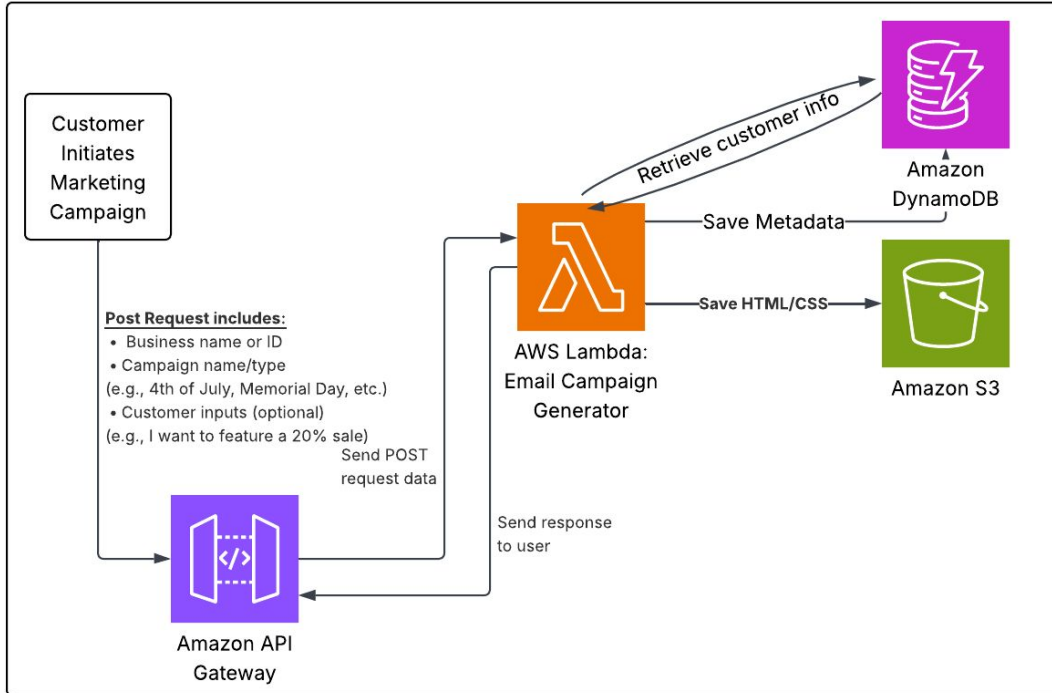 Customer
Initiates
Marketing
Campaign
Post Request includes:
• Business name or ID
• Campaign name/type
(e.g., 4th of July, Memorial Day, etc.)
• Customer inputs (optional)
(e.g., I want to feature a 20% sale)
Send POST
request data
Send response
to user
</>
Amazon API
Gateway
AWS Lambda:
Email Campaign
Generator
Retrieve customer info
Save Metadata
Save HTML/CSS
Amazon
DynamoDB
Amazon S3